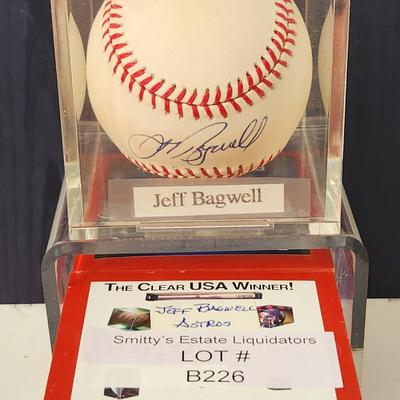 Jeff Bagwell
Jeff Bagwell
THE CLEAR USA WINNER!
JEFF BAGWELL
ASTROS
Smitty's Estate Liquidators
LOT #
B226